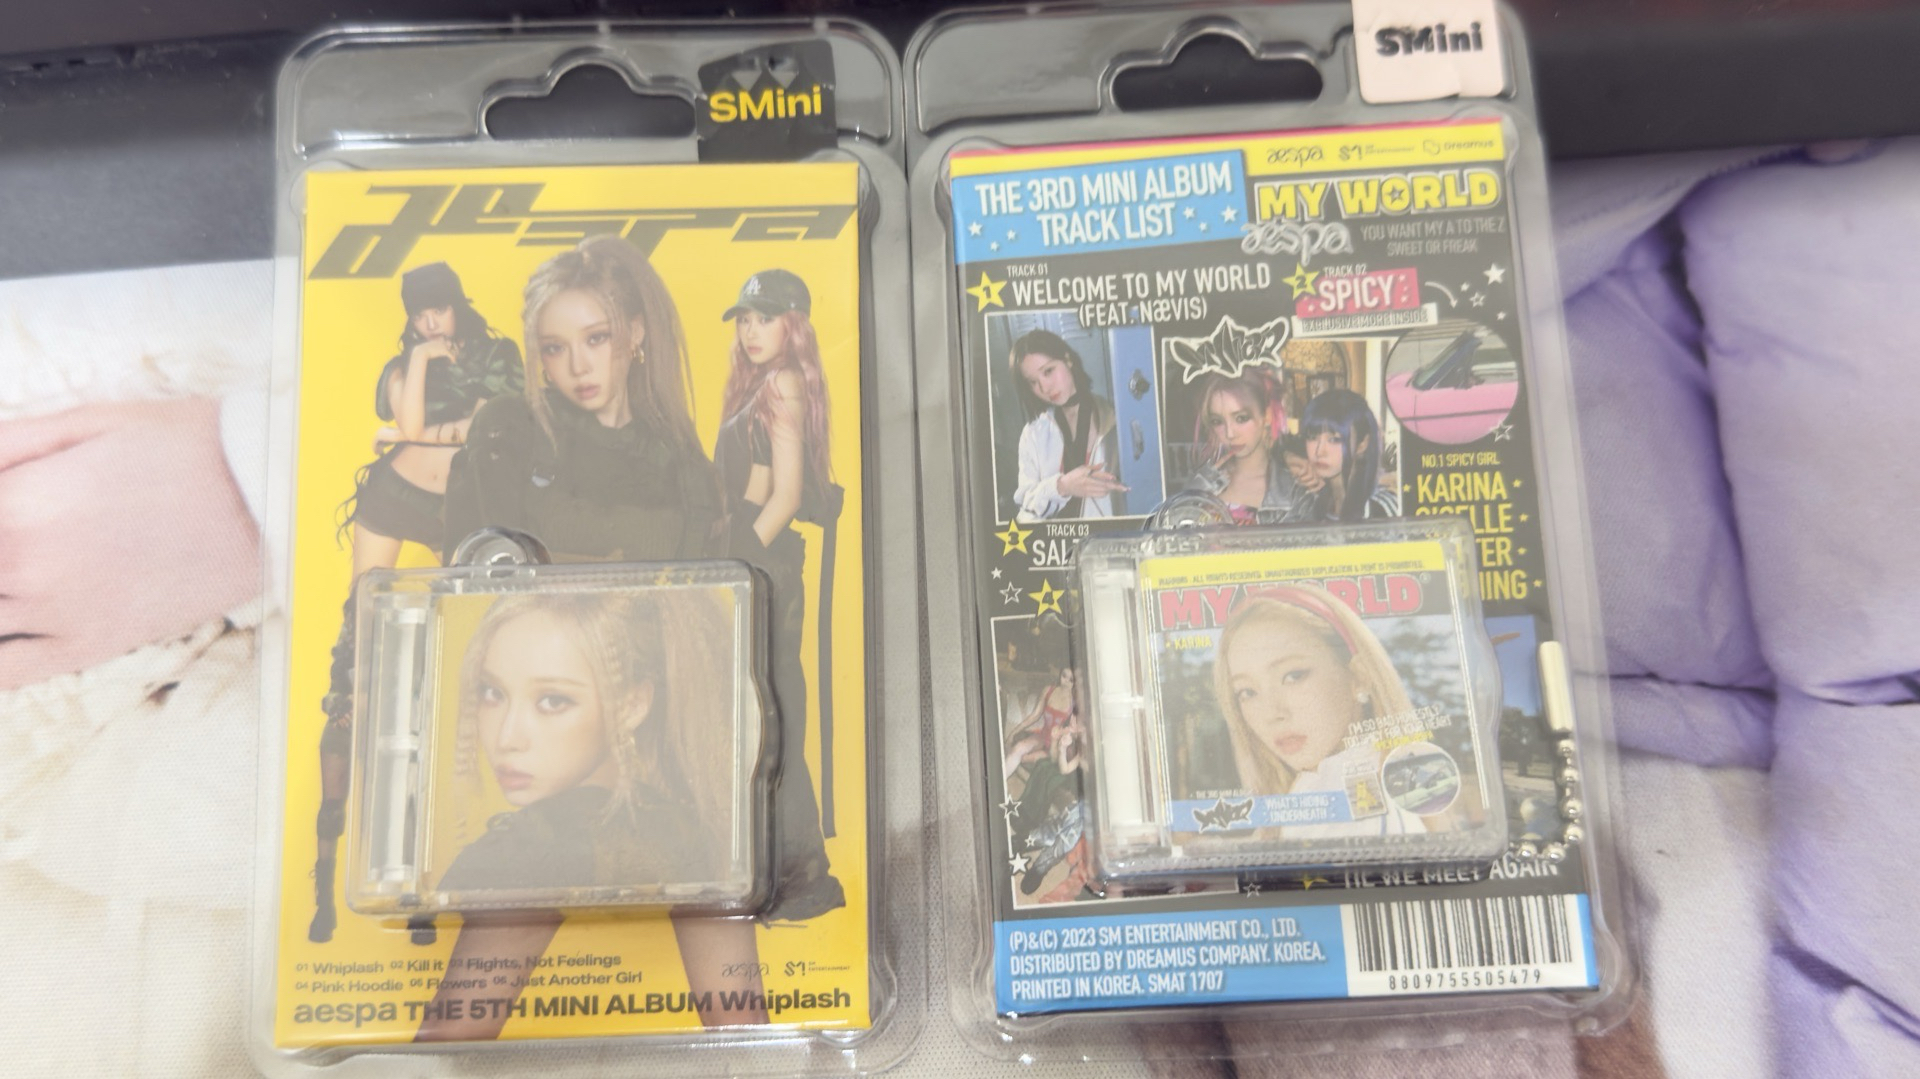 SMini
aespa
01 Whiplash 02 Kill it 03 Flights, Not Feelings
04 Pink Hoodie 05 Flowers 06 Just Another Girl
aespa
aespa THE 5TH MINI ALBUM Whiplash
SMini
aespa
Dreamus
THE 3RD MINI ALBUM
TRACK LIST
MY WORLD
aespa
YOU WANT MY A TO THE Z
SWEET OR FREAK
TRACK 01
WELCOME TO MY WORLD
(FEAT. NÆVIS)
TRACK 02
SPICY
NO.1 SPICY GIRL
KARINA
TRACK 03
MY WORLD
KARINA
WHAT'S HIDING
UNDERNEATH
'TIL WE MEET AGAIN
(P)&(C) 2023 SM ENTERTAINMENT CO., LTD.
DISTRIBUTED BY DREAMUS COMPANY. KOREA.
PRINTED IN KOREA. SMAT 1707
8809755505479